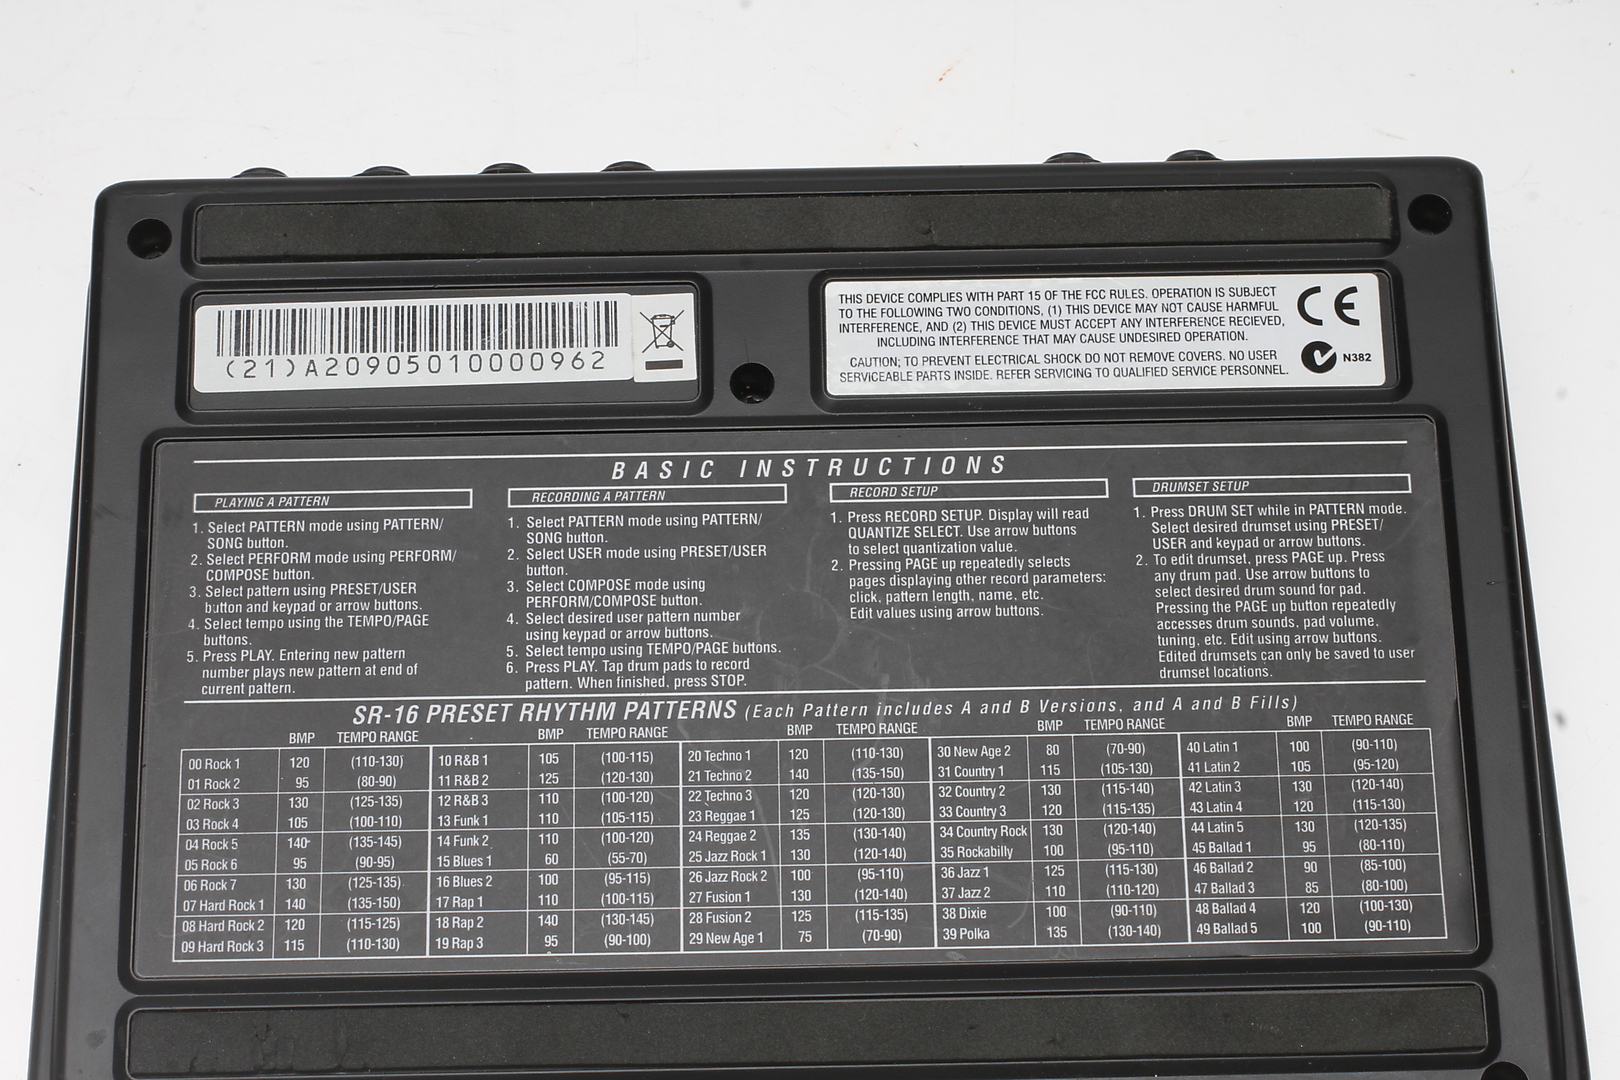 (21)A20905010000962
THIS DEVICE COMPLIES WITH PART 15 OF THE FCC RULES. OPERATION IS SUBJECT
TO THE FOLLOWING TWO CONDITIONS, (1) THIS DEVICE MAY NOT CAUSE HARMFUL
INTERFERENCE, AND (2) THIS DEVICE MUST ACCEPT ANY INTERFERENCE RECIEVED,
INCLUDING INTERFERENCE THAT MAY CAUSE UNDESIRED OPERATION.
CAUTION; TO PREVENT ELECTRICAL SHOCK DO NOT REMOVE COVERS. NO USER
SERVICEABLE PARTS INSIDE. REFER SERVICING TO QUALIFIED SERVICE PERSONNEL.
CE
N382
BASIC INSTRUCTIONS
PLAYING A PATTERN
1. Select PATTERN mode using PATTERN/
SONG button.
2. Select PERFORM mode using PERFORM/
COMPOSE button.
3. Select pattern using PRESET/USER
button and keypad or arrow buttons.
4. Select tempo using the TEMPO/PAGE
buttons.
5. Press PLAY. Entering new pattern
number plays new pattern at end of
current pattern.
RECORDING A PATTERN
1. Select PATTERN mode using PATTERN/
SONG button.
2. Select USER mode using PRESET/USER
button.
3. Select COMPOSE mode using
PERFORM/COMPOSE button.
4. Select desired user pattern number
using keypad or arrow buttons.
5. Select tempo using TEMPO/PAGE buttons.
6. Press PLAY. Tap drum pads to record
pattern. When finished, press STOP.
RECORD SETUP
1. Press RECORD SETUP. Display will read
QUANTIZE SELECT. Use arrow buttons
to select quantization value.
2. Pressing PAGE up repeatedly selects
pages displaying other record parameters:
click, pattern length, name, etc.
Edit values using arrow buttons.
DRUMSET SETUP
1. Press DRUM SET while in PATTERN mode.
Select desired drumset using PRESET/
USER and keypad or arrow buttons.
2. To edit drumset, press PAGE up. Press
any drum pad. Use arrow buttons to
select desired drum sound for pad.
Pressing the PAGE up button repeatedly
accesses drum sounds, pad volume,
tuning, etc. Edit using arrow buttons.
Edited drumsets can only be saved to user
drumset locations.
SR-16 PRESET RHYTHM PATTERNS (Each Pattern includes A and B Versions, and A and B Fills)
BMP TEMPO RANGE BMP TEMPO RANGE BMP TEMPO RANGE BMP TEMPO RANGE BMP TEMPO RANGE
00 Rock 1 120 (110-130) 10 R&B 1 105 (100-115) 20 Techno 1 120 (110-130) 30 New Age 2 80 (70-90) 40 Latin 1 100 (90-110)
01 Rock 2 95 (80-90) 11 R&B 2 125 (120-130) 21 Techno 2 140 (135-150) 31 Country 1 115 (105-130) 41 Latin 2 105 (95-120)
02 Rock 3 130 (125-135) 12 R&B 3 110 (100-120) 22 Techno 3 120 (120-130) 32 Country 2 130 (115-140) 42 Latin 3 130 (120-140)
03 Rock 4 105 (100-110) 13 Funk 1 110 (105-115) 23 Reggae 1 125 (120-130) 33 Country 3 120 (115-135) 43 Latin 4 120 (115-130)
04 Rock 5 140 (135-145) 14 Funk 2 110 (100-120) 24 Reggae 2 135 (130-140) 34 Country Rock 130 (120-140) 44 Latin 5 130 (120-135)
05 Rock 6 95 (90-95) 15 Blues 1 60 (55-70) 25 Jazz Rock 1 130 (120-140) 35 Rockabilly 100 (95-110) 45 Ballad 1 95 (80-110)
06 Rock 7 130 (125-135) 16 Blues 2 100 (95-115) 26 Jazz Rock 2 100 (95-110) 36 Jazz 1 125 (115-130) 46 Ballad 2 90 (85-100)
07 Hard Rock 1 140 (135-150) 17 Rap 1 110 (100-115) 27 Fusion 1 130 (120-140) 37 Jazz 2 110 (110-120) 47 Ballad 3 85 (80-100)
08 Hard Rock 2 120 (115-125) 18 Rap 2 140 (130-145) 28 Fusion 2 125 (115-135) 38 Dixie 100 (90-110) 48 Ballad 4 120 (100-130)
09 Hard Rock 3 115 (110-130) 19 Rap 3 95 (90-100) 29 New Age 1 75 (70-90) 39 Polka 135 (130-140) 49 Ballad 5 100 (90-110)